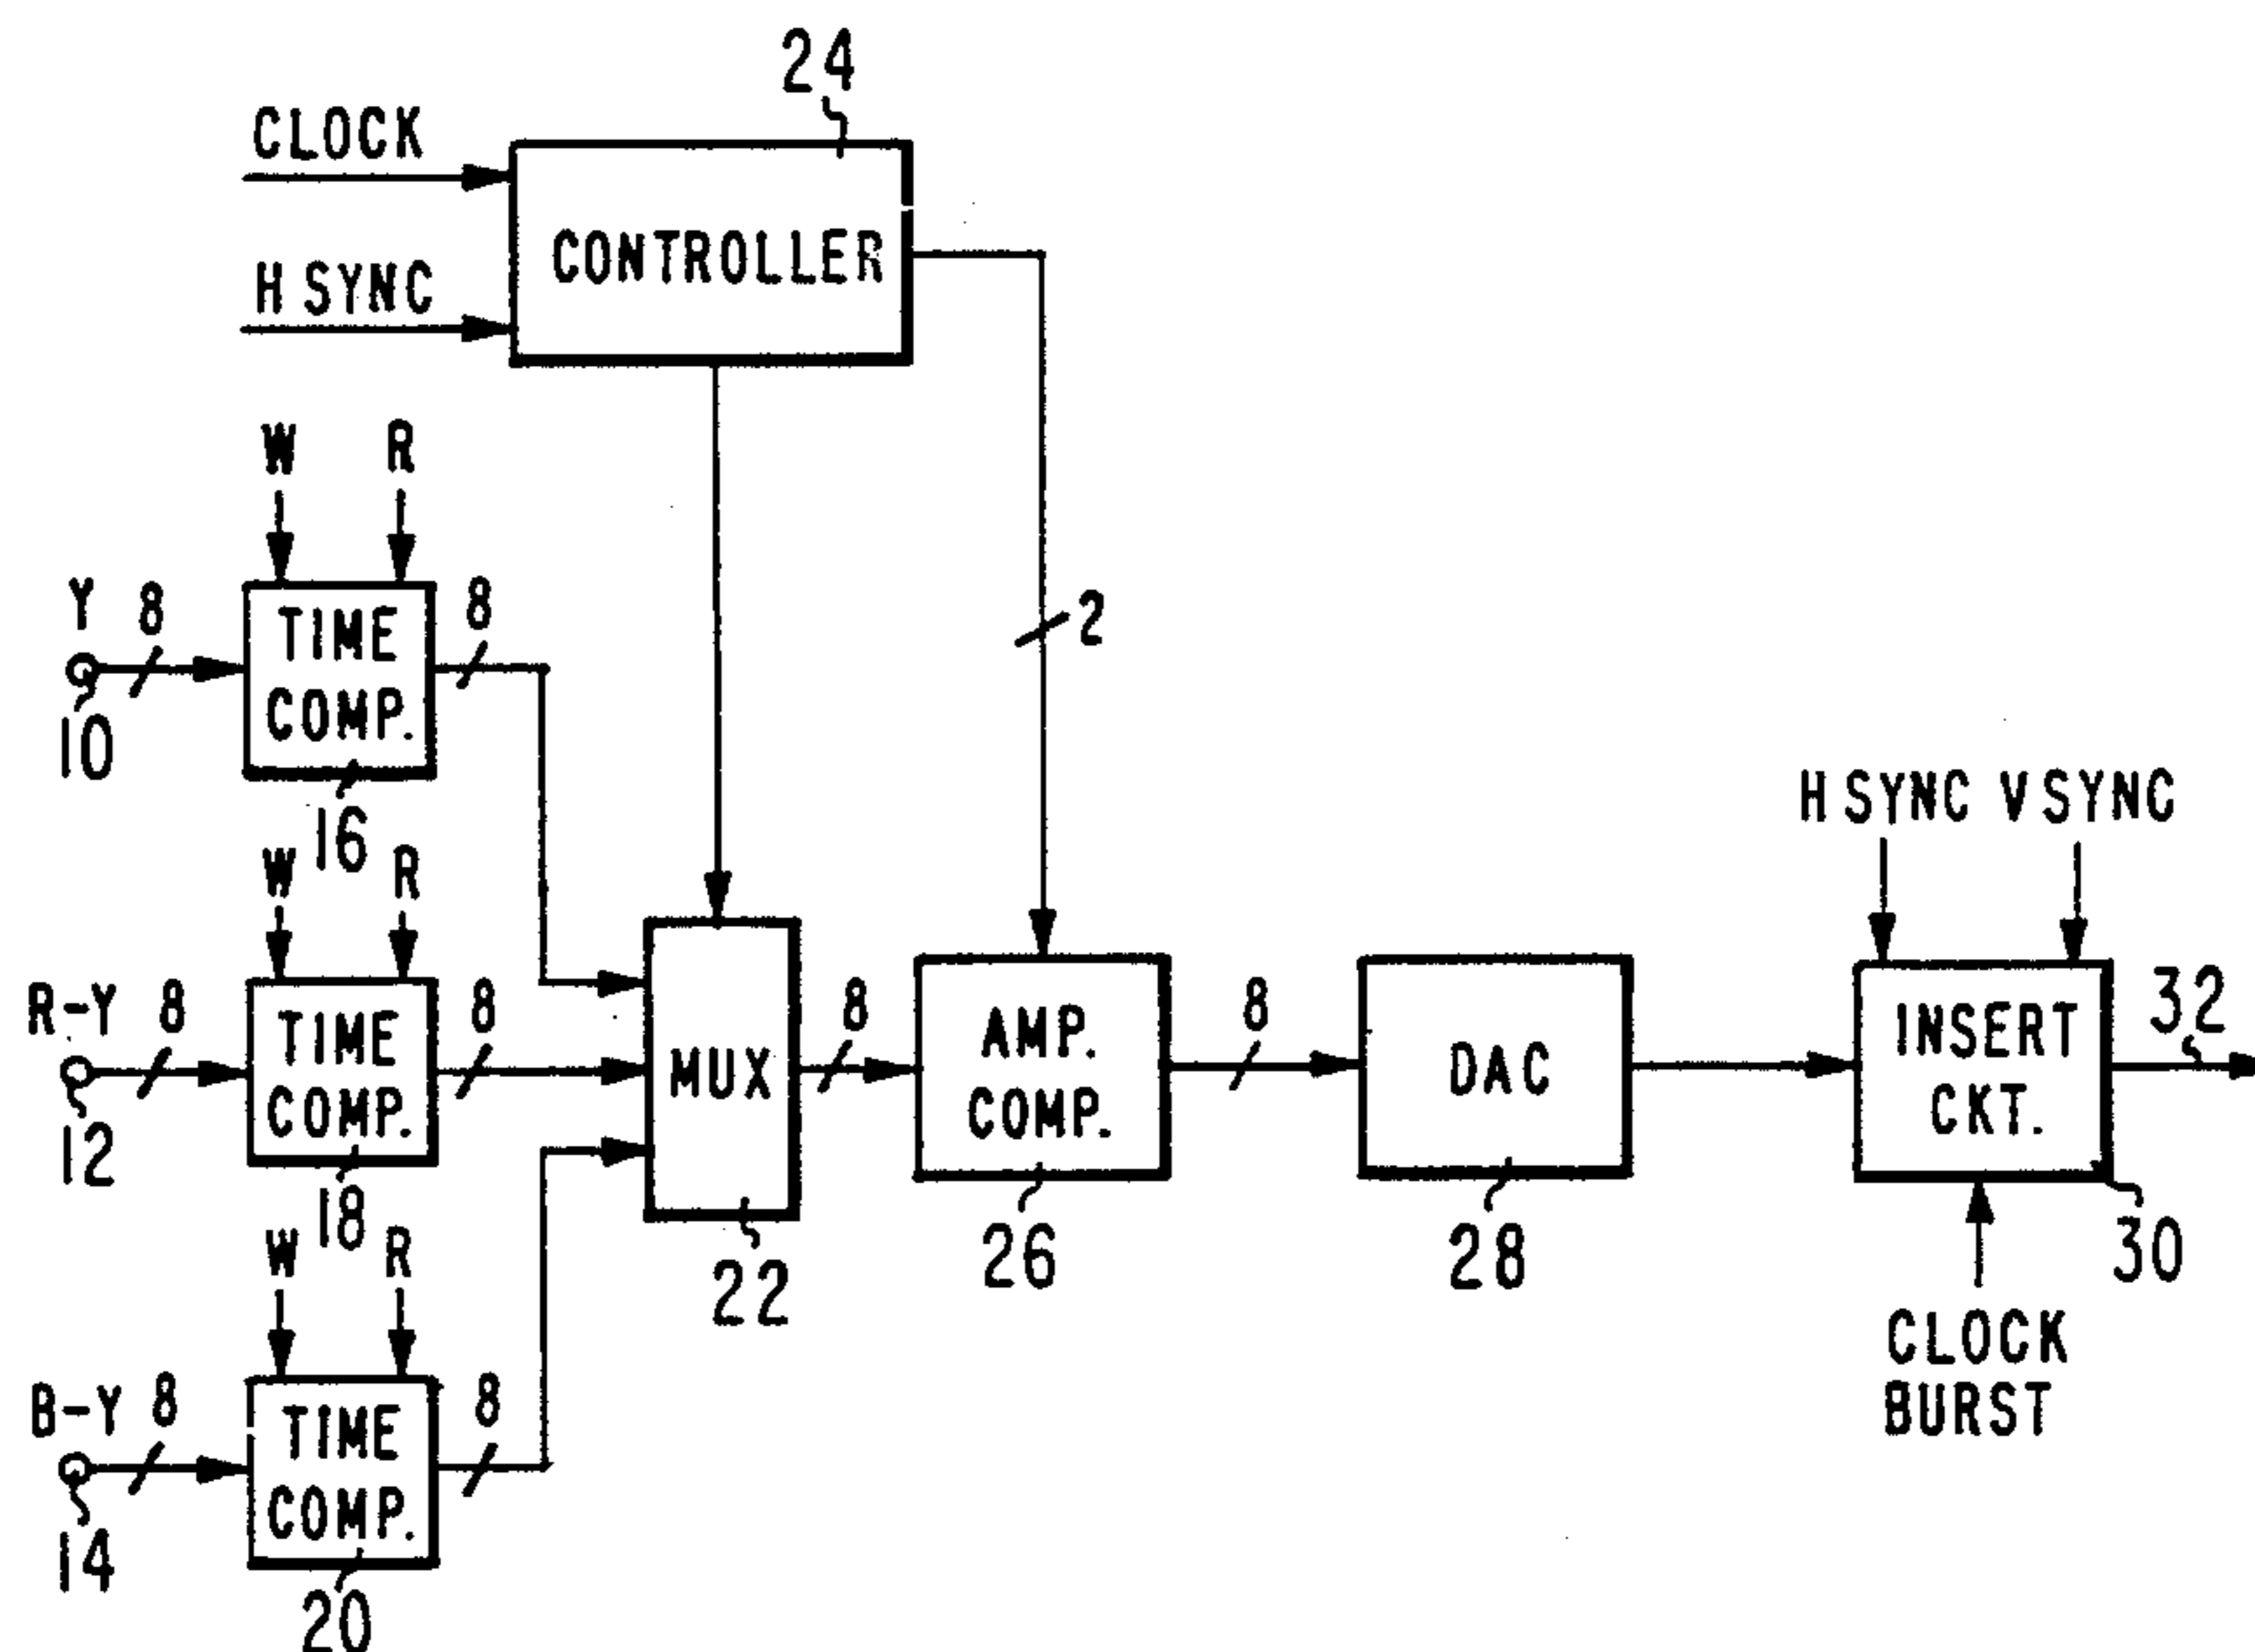 24
CLOCK
CONTROLLER
H SYNC
W R
Y 8
TIME
COMP.
8
2
10
16
H SYNC V SYNC
W R
R-Y 8
TIME
COMP.
8
MUX
8
AMP.
COMP.
8
DAC
INSERT
CKT.
32
12
18
22
26
28
30
W R
CLOCK
BURST
B-Y 8
TIME
COMP.
8
14
20